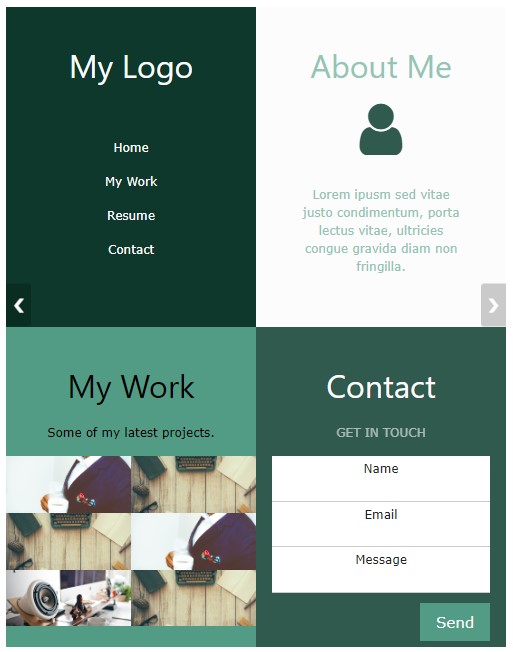 My Logo
Home
My Work
Resume
Contact
About Me
Lorem ipusm sed vitae
justo condimentum, porta
lectus vitae, ultricies
congue gravida diam non
fringilla.
❮
❯
My Work
Some of my latest projects.
Contact
GET IN TOUCH
Name
Email
Message
Send